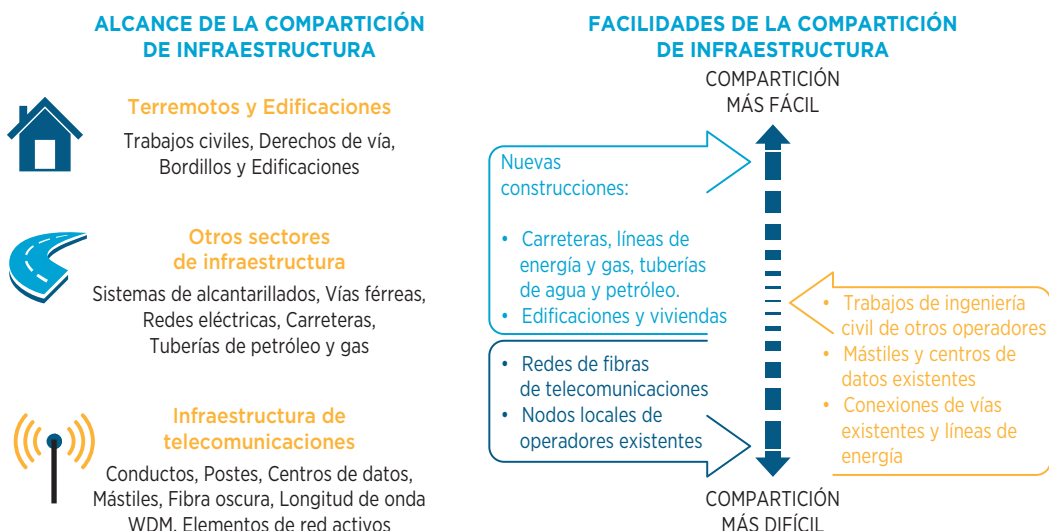 ALCANCE DE LA COMPARTICIÓN
DE INFRAESTRUCTURA
Terremotos y Edificaciones
Trabajos civiles, Derechos de vía,
Bordillos y Edificaciones
Otros sectores
de infraestructura
Sistemas de alcantarillados, Vías férreas,
Redes eléctricas, Carreteras,
Tuberías de petróleo y gas
Infraestructura de
telecomunicaciones
Conductos, Postes, Centros de datos,
Mástiles, Fibra oscura, Longitud de onda
WDM, Elementos de red activos
FACILIDADES DE LA COMPARTICIÓN
DE INFRAESTRUCTURA
COMPARTICIÓN
MÁS FÁCIL
Nuevas
construcciones:
• Carreteras, líneas de
energía y gas, tuberías
de agua y petróleo.
• Edificaciones y viviendas
• Redes de fibras
de telecomunicaciones
• Nodos locales de
operadores existentes
• Trabajos de ingeniería
civil de otros operadores
• Mástiles y centros de
datos existentes
• Conexiones de vías
existentes y líneas de
energía
COMPARTICIÓN
MÁS DIFÍCIL